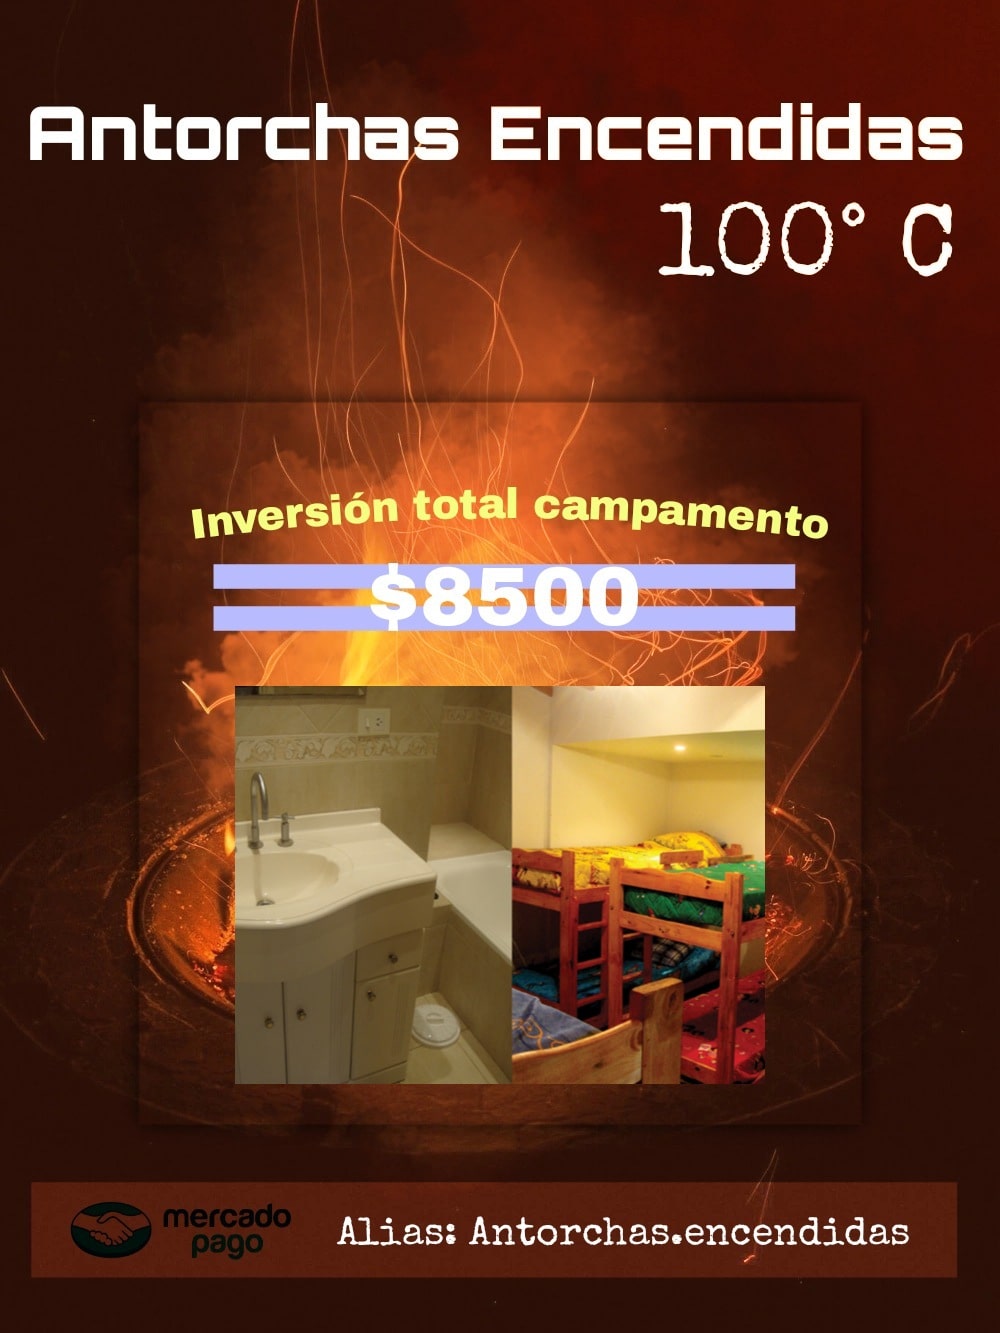 Antorchas Encendidas
100° C
Inversión total campamento
$8500
mercado
pago
Alias: Antorchas.encendidas